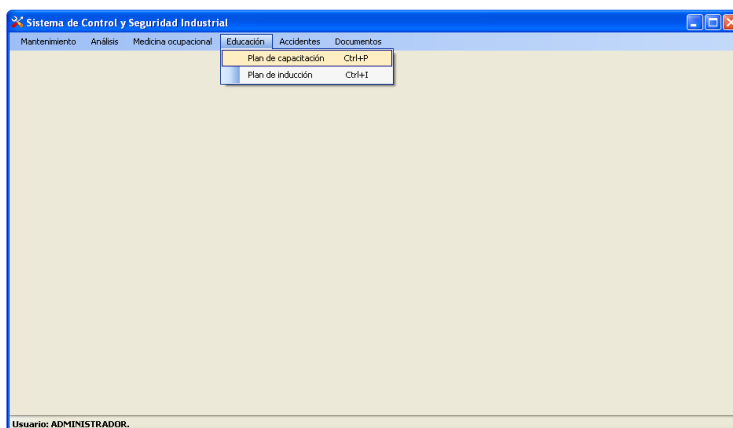 Sistema de Control y Seguridad Industrial
Mantenimiento Análisis Medicina ocupacional Educación Accidentes Documentos
Plan de capacitación Ctrl+P
Plan de inducción Ctrl+I
Usuario: ADMINISTRADOR.